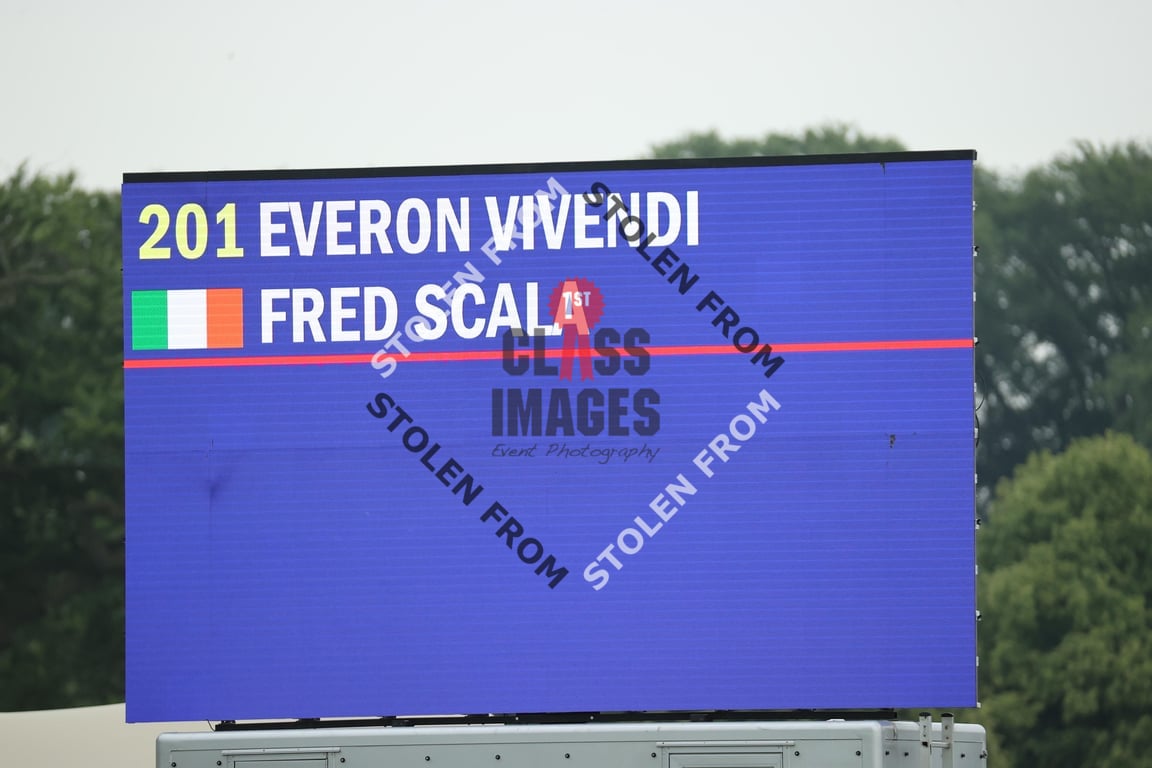 201 EVERON VIVENDI
FRED SCALA
STOLEN FROM
STOLEN FROM
1ST
CLASS
IMAGES
Event Photography
STOLEN FROM
STOLEN FROM